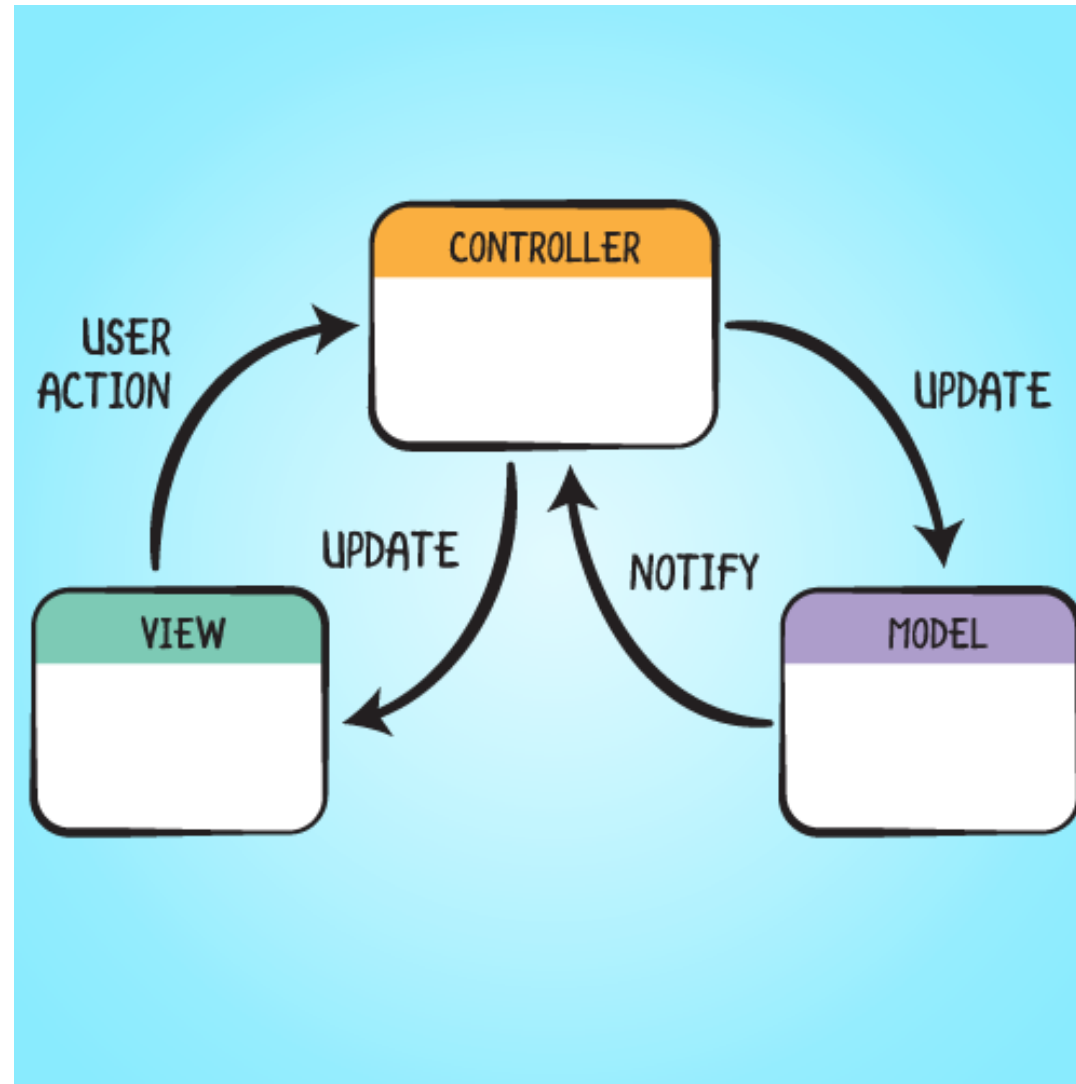 CONTROLLER
USER
ACTION
UPDATE
UPDATE
NOTIFY
VIEW
MODEL